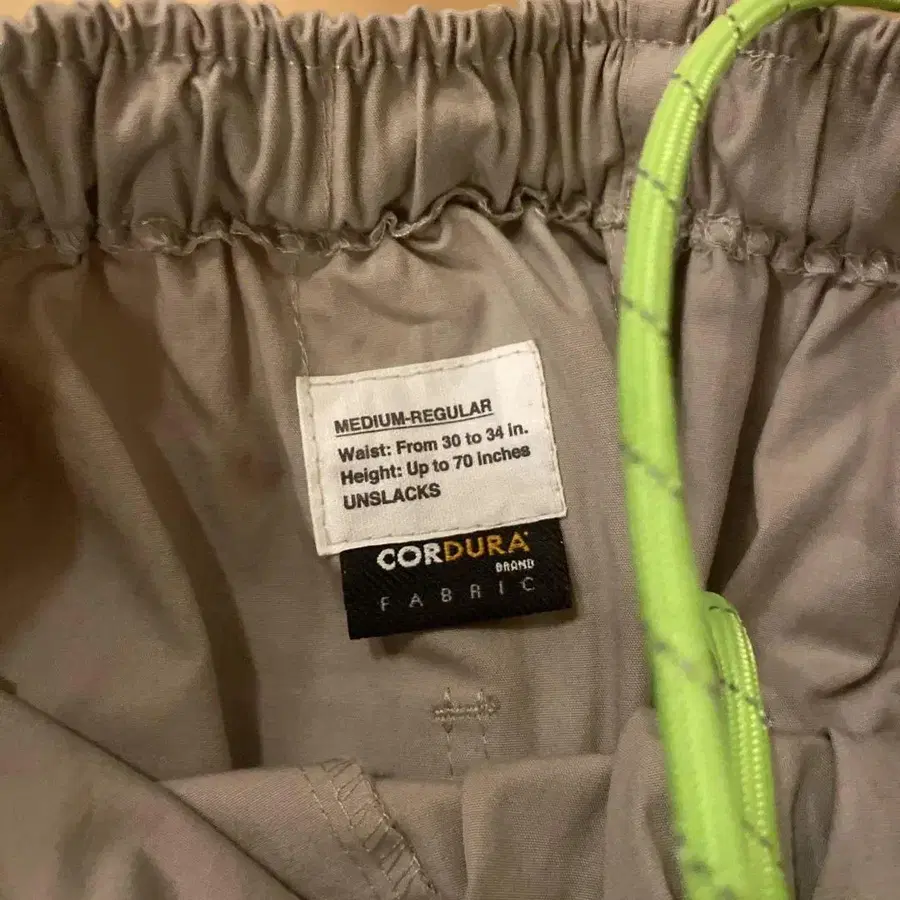 MEDIUM-REGULAR
Waist: From 30 to 34 in.
Height: Up to 70 inches
UNSLACKS
CORDURA
BRAND
FABRIC